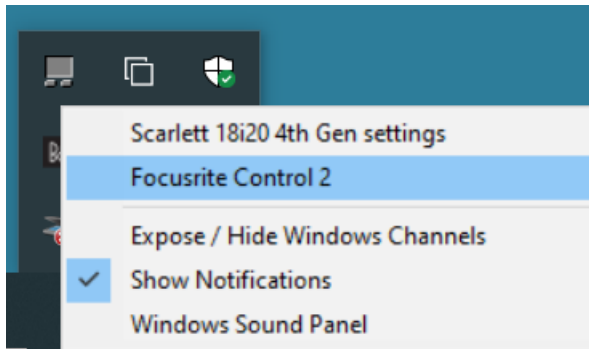 Scarlett 18i20 4th Gen settings
Focusrite Control 2
Expose / Hide Windows Channels
Show Notifications
Windows Sound Panel